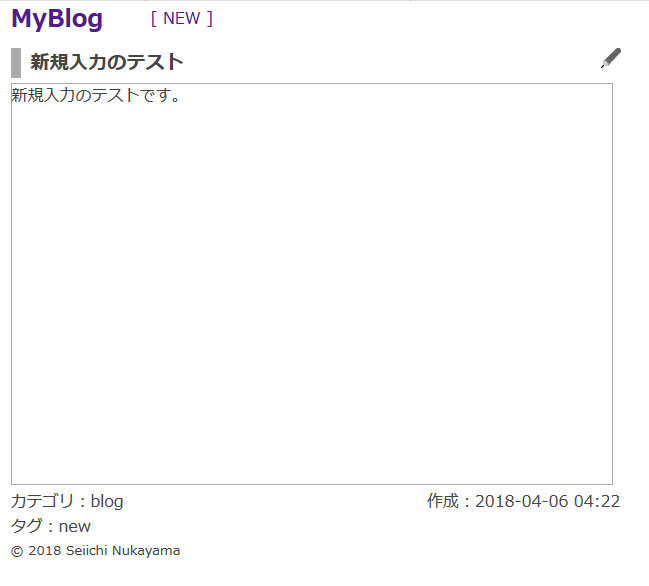 MyBlog [ NEW ]
新規入力のテスト
新規入力のテストです。
カテゴリ：blog 作成：2018-04-06 04:22
タグ：new
© 2018 Seiichi Nukayama